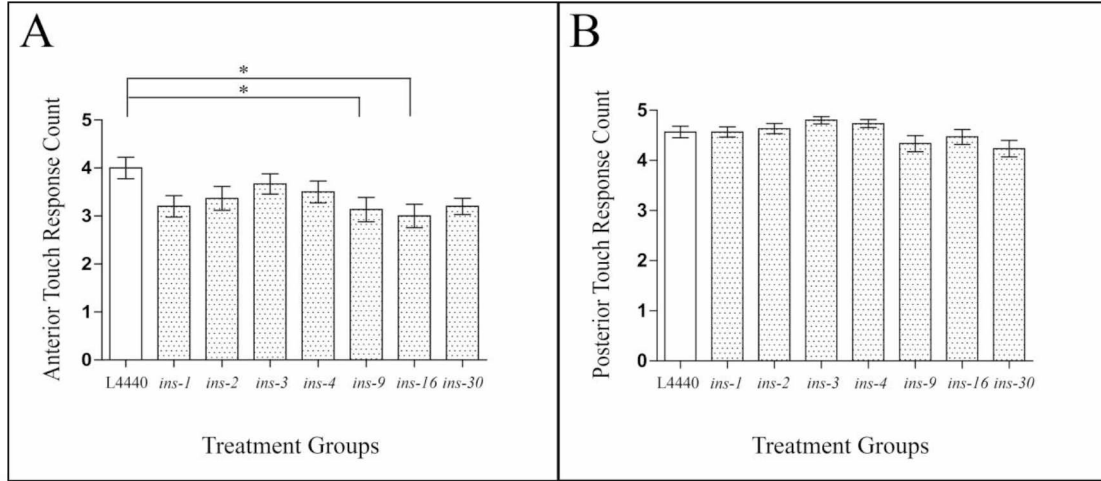 A
*
*
Anterior Touch Response Count
5
4
3
2
1
0
L4440 ins-1 ins-2 ins-3 ins-4 ins-9 ins-16 ins-30
Treatment Groups
B
Posterior Touch Response Count
5
4
3
2
1
0
L4440 ins-1 ins-2 ins-3 ins-4 ins-9 ins-16 ins-30
Treatment Groups